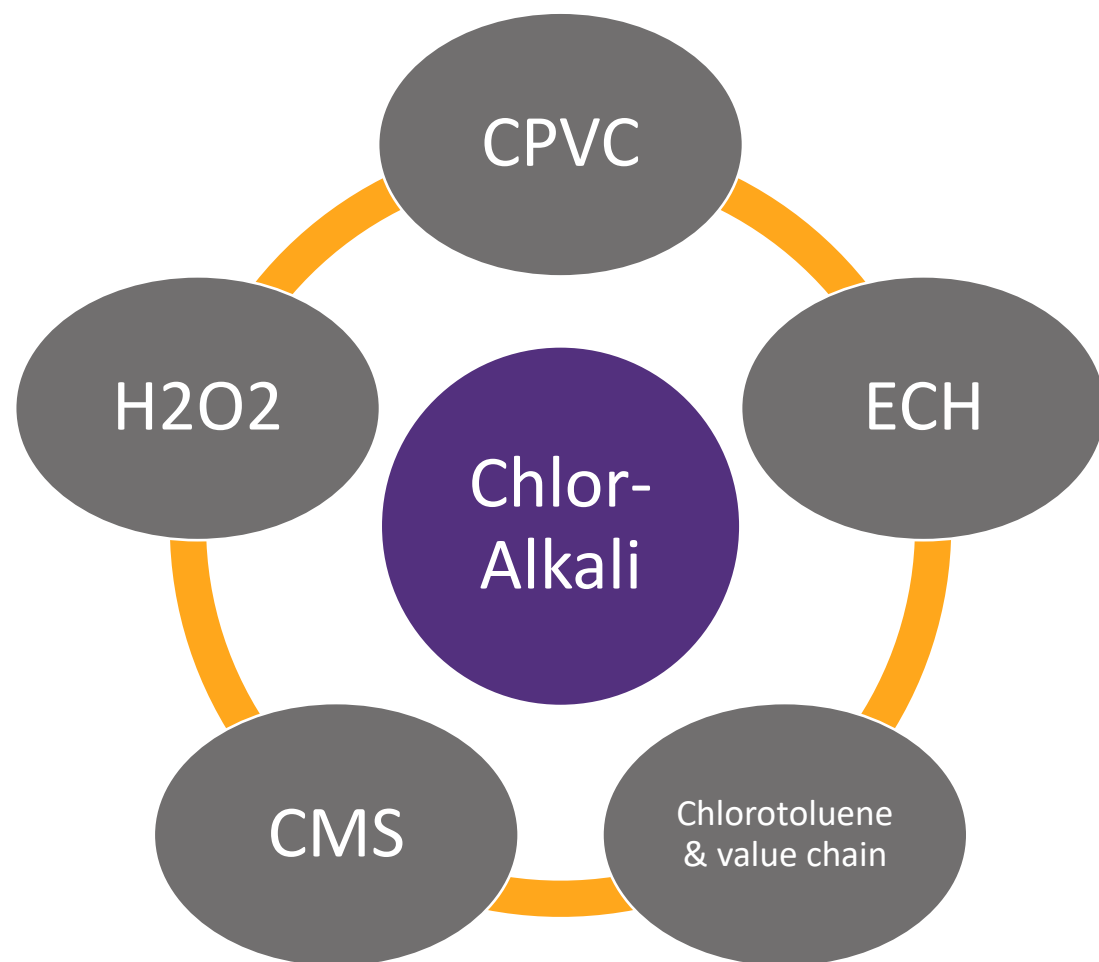 CPVC
H2O2
ECH
Chlor-
Alkali
CMS
Chlorotoluene
& value chain